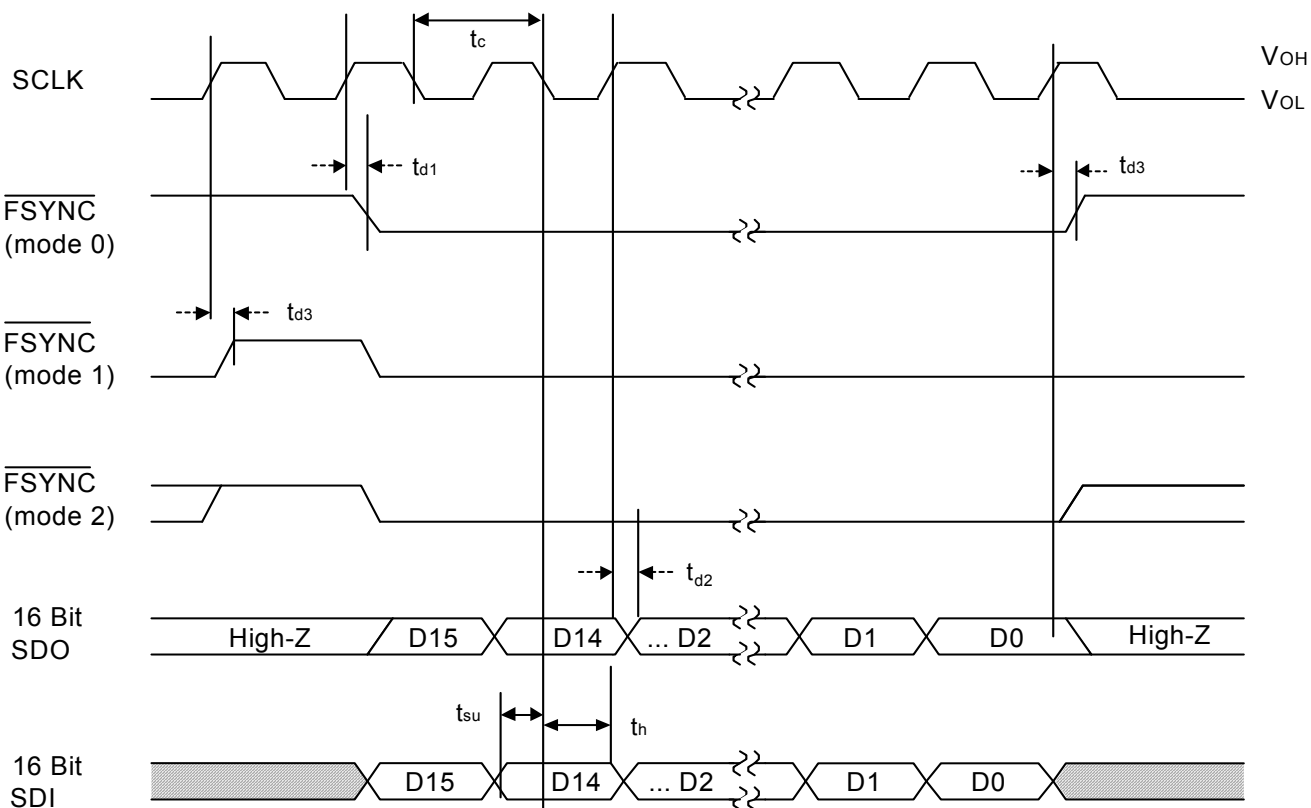 tc
SCLK
VOH
VOL
td1
td3
FSYNC
(mode 0)
td3
FSYNC
(mode 1)
FSYNC
(mode 2)
td2
16 Bit
SDO
High-Z D15 D14 ... D2 D1 D0 High-Z
tsu
th
16 Bit
SDI
D15 D14 ... D2 D1 D0